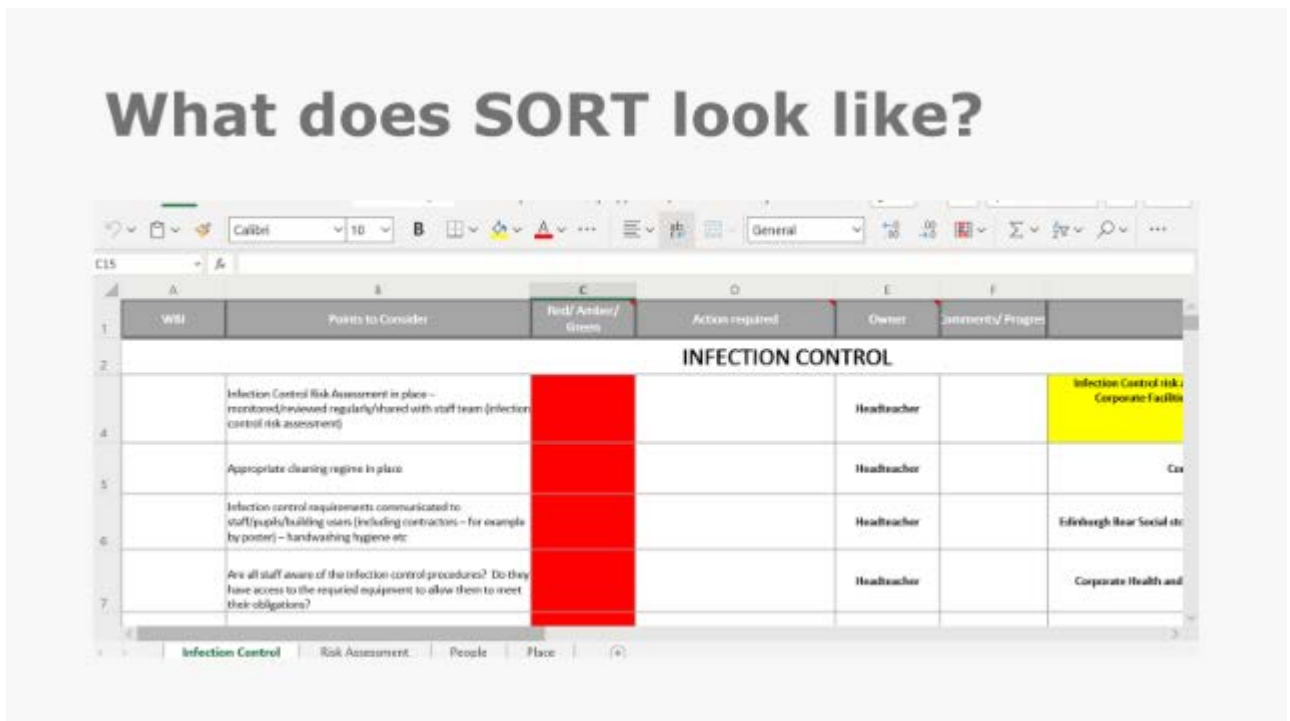 What does SORT look like?
Calibri 10 B A General
C15
A B C D E F
1 WBI Points to Consider Red/ Amber/ Green Action required Owner Comments/ Progres
2 INFECTION CONTROL
Infection Control Risk Assessment in place –
monitored/reviewed regularly/shared with staff team (infection
control risk assessment)
4
Headteacher
Infection Control risk
Corporate Faciliti
5 Appropriate cleaning regime in place
Headteacher
Infection control requirements communicated to
staff/pupils/building users (including contractors – for example
by poster) – handwashing hygiene etc
6
Headteacher
Edinburgh Bear Social
Are all staff aware of the infection control procedures? Do they
have access to the requried equipment to allow them to meet
their obligations?
7
Headteacher
Corporate Health and
Infection Control Risk Assessment People Place